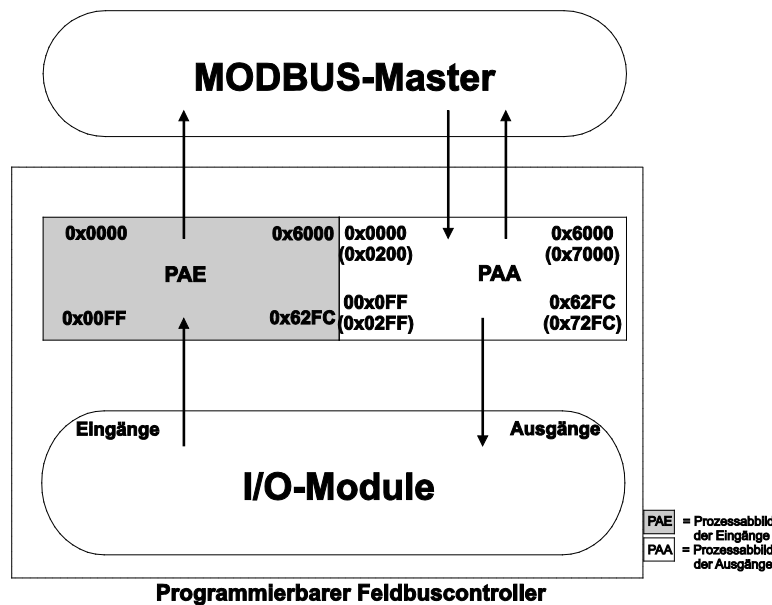 MODBUS-Master
0x0000 0x6000 0x0000 0x6000
(0x0200) (0x7000)
PAE PAA
0x00FF 0x62FC 00x0FF 0x62FC
(0x02FF) (0x72FC)
Eingänge Ausgänge
I/O-Module
PAE = Prozessabbild
der Eingänge
PAA = Prozessabbild
der Ausgänge
Programmierbarer Feldbuscontroller